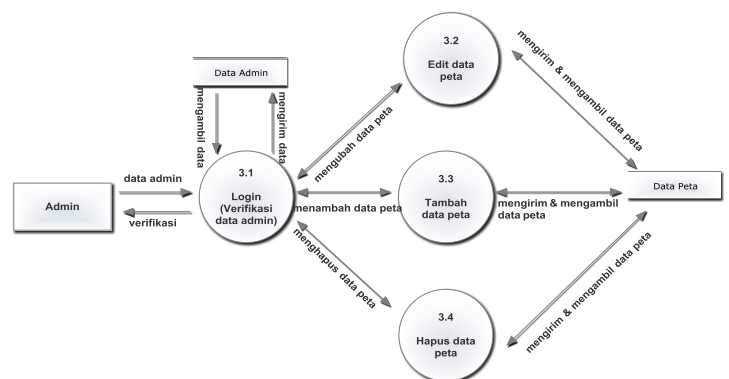 3.2
Edit data
peta
mengirim & mengambil data peta
Data Admin
mengambil data
mengirim data
mengubah data peta
3.1
Login
(Verifikasi
data admin)
data admin
Admin
verifikasi
menambah data peta
3.3
Tambah
data peta
mengirim & mengambil
data peta
Data Peta
menghapus data peta
3.4
Hapus data
peta
mengirim & mengambil data peta